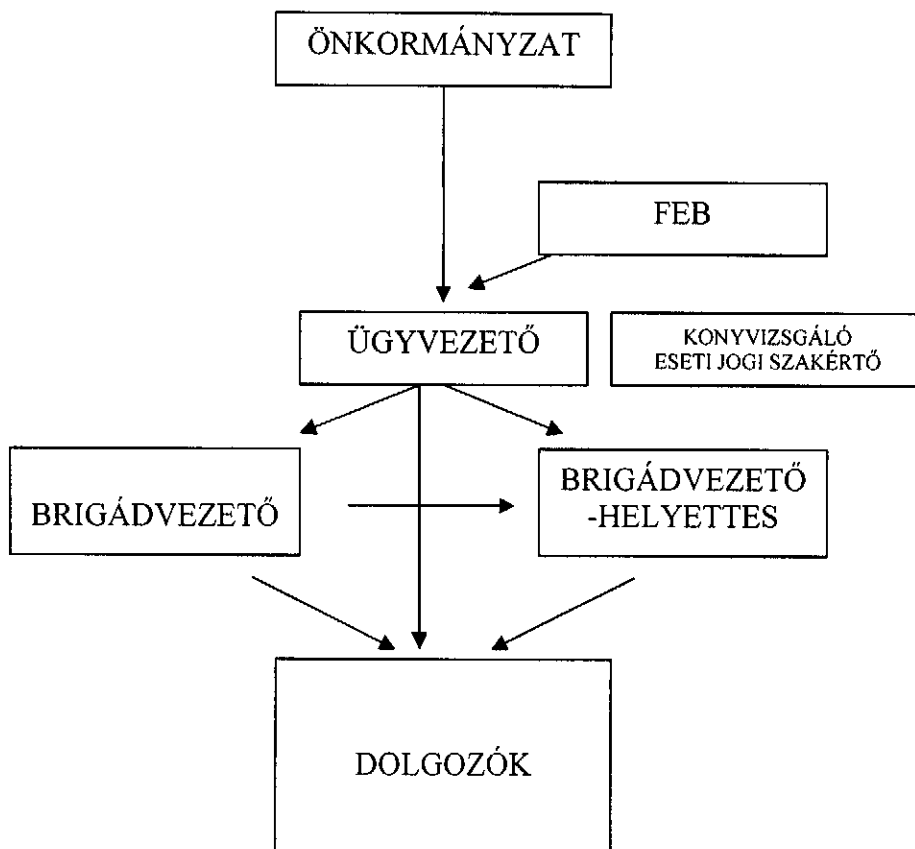 ÖNKORMÁNYZAT
FEB
ÜGYVEZETŐ
KONYVIZSGÁLÓ
ESETI JOGI SZAKÉRTŐ
BRIGÁDVEZETŐ
BRIGÁDVEZETŐ
-HELYETTES
DOLGOZÓK